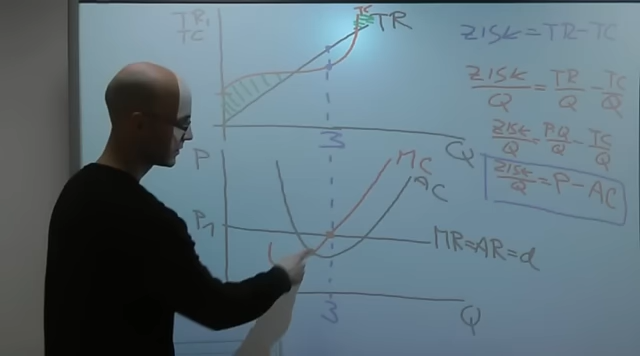 TR,
TC
TC
TR
3
Q
P
P1
MC
AC
MR=AR=d
3
Q
ZISK=TR-TC
ZISK/Q = TR/Q - TC/Q
ZISK/Q = P.Q/Q - TC/Q
ZISK/Q = P-AC